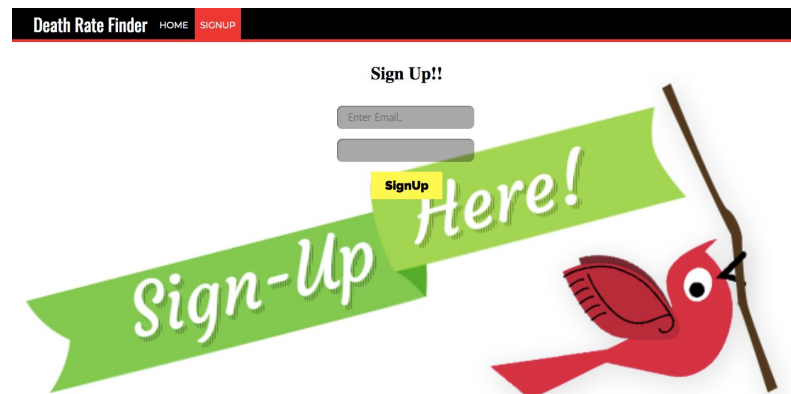 Death Rate Finder HOME SIGNUP
Sign Up!!
Enter Email..
SignUp
Sign-Up Here!